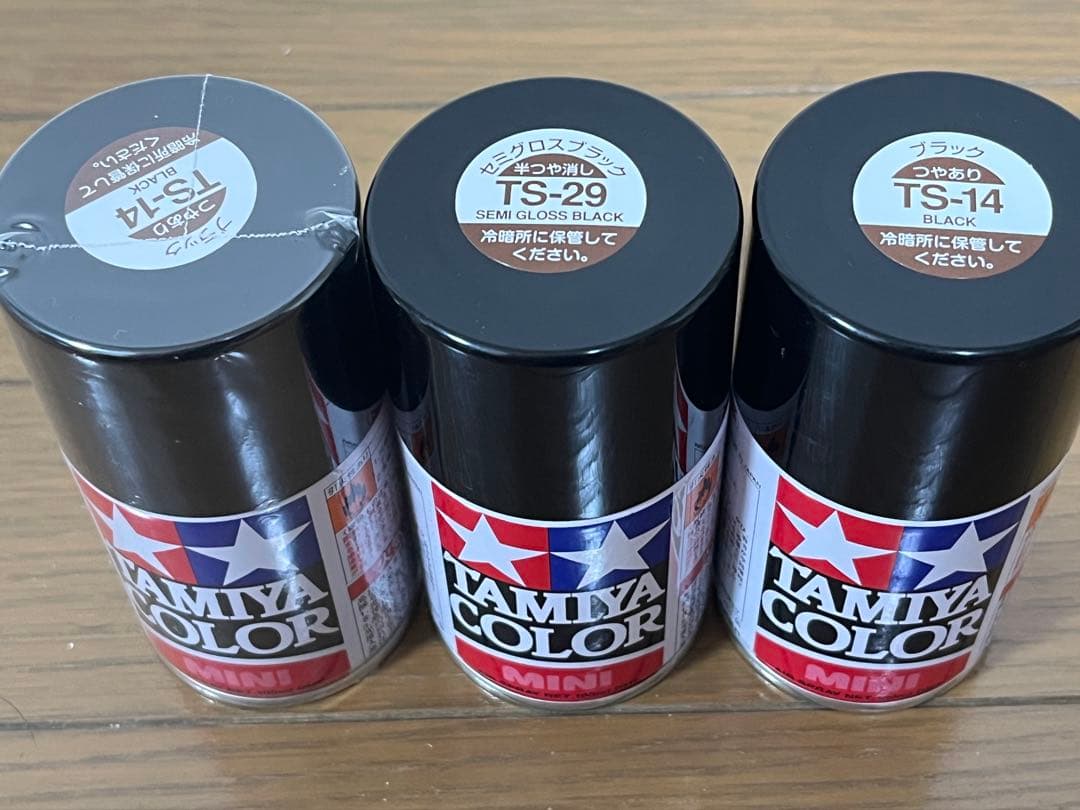 ブラック
つやあり
TS-14
BLACK
冷暗所に保管して
ください。
TAMIYA
COLOR
MINI
セミグロスブラック
半つや消し
TS-29
SEMI GLOSS BLACK
冷暗所に保管して
ください。
TAMIYA
COLOR
MINI
ブラック
つやあり
TS-14
BLACK
冷暗所に保管して
ください。
TAMIYA
COLOR
MINI